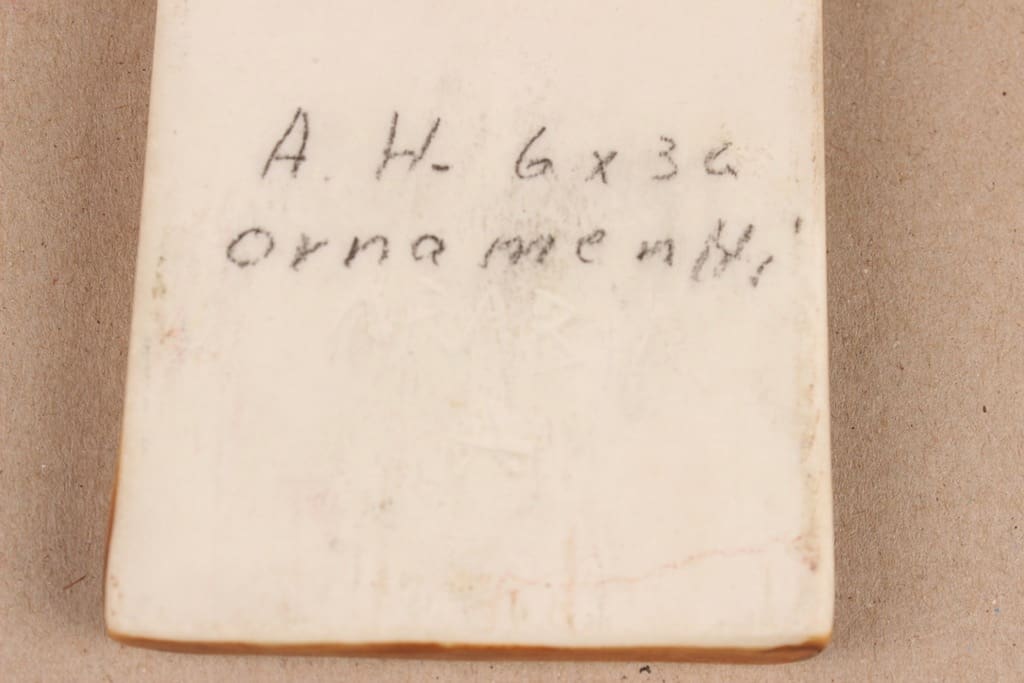 A. H. 6x3a
ornamentti